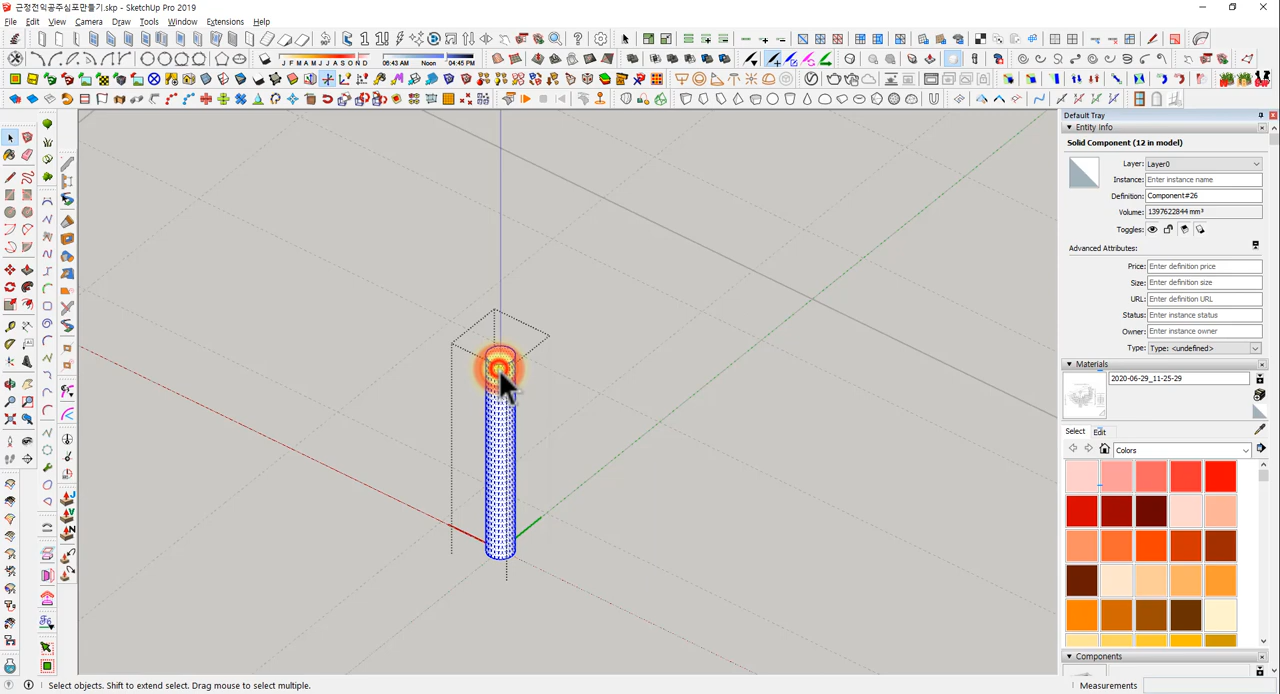 근정전익공주심포만들기.skp - SketchUp Pro 2019
File Edit View Camera Draw Tools Window Extensions Help
J F M A M J J A S O N D 06:43 AM Noon 04:45 PM
Default Tray
Entity Info
Solid Component (12 in model)
Layer: Layer0
Instance: Enter instance name
Definition: Component#26
Volume: 1397622844 mm³
Toggles:
Advanced Attributes:
Price: Enter definition price
Size: Enter definition size
URL: Enter definition URL
Status: Enter definition status
Owner: Enter definition owner
Type: Type: <undefined>
Materials
2020-06-29_11-25-29
Select Edit
Colors
Components
Select objects. Shift to extend select. Drag mouse to select multiple.
Measurements